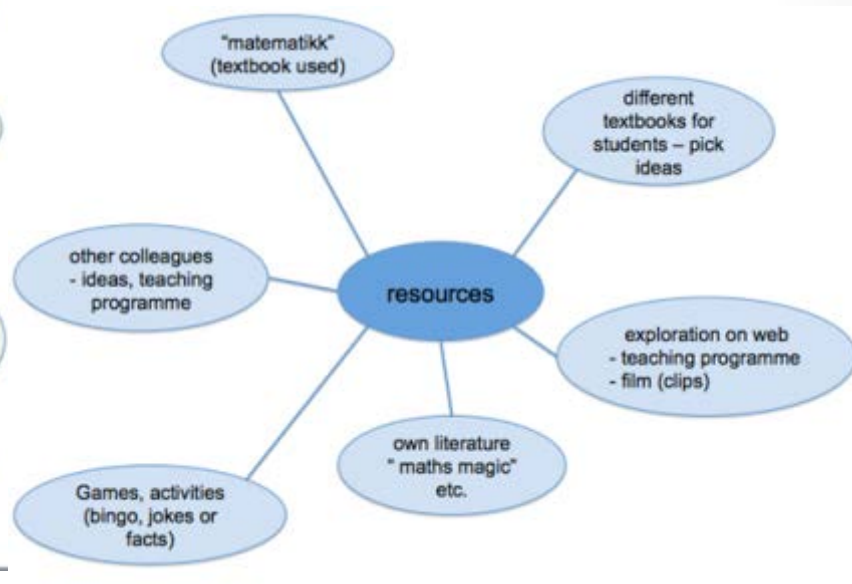 "matematikk"
(textbook used)
different
textbooks for
students – pick
ideas
other colleagues
- ideas, teaching
programme
resources
exploration on web
- teaching programme
- film (clips)
own literature
" maths magic"
etc.
Games, activities
(bingo, jokes or
facts)